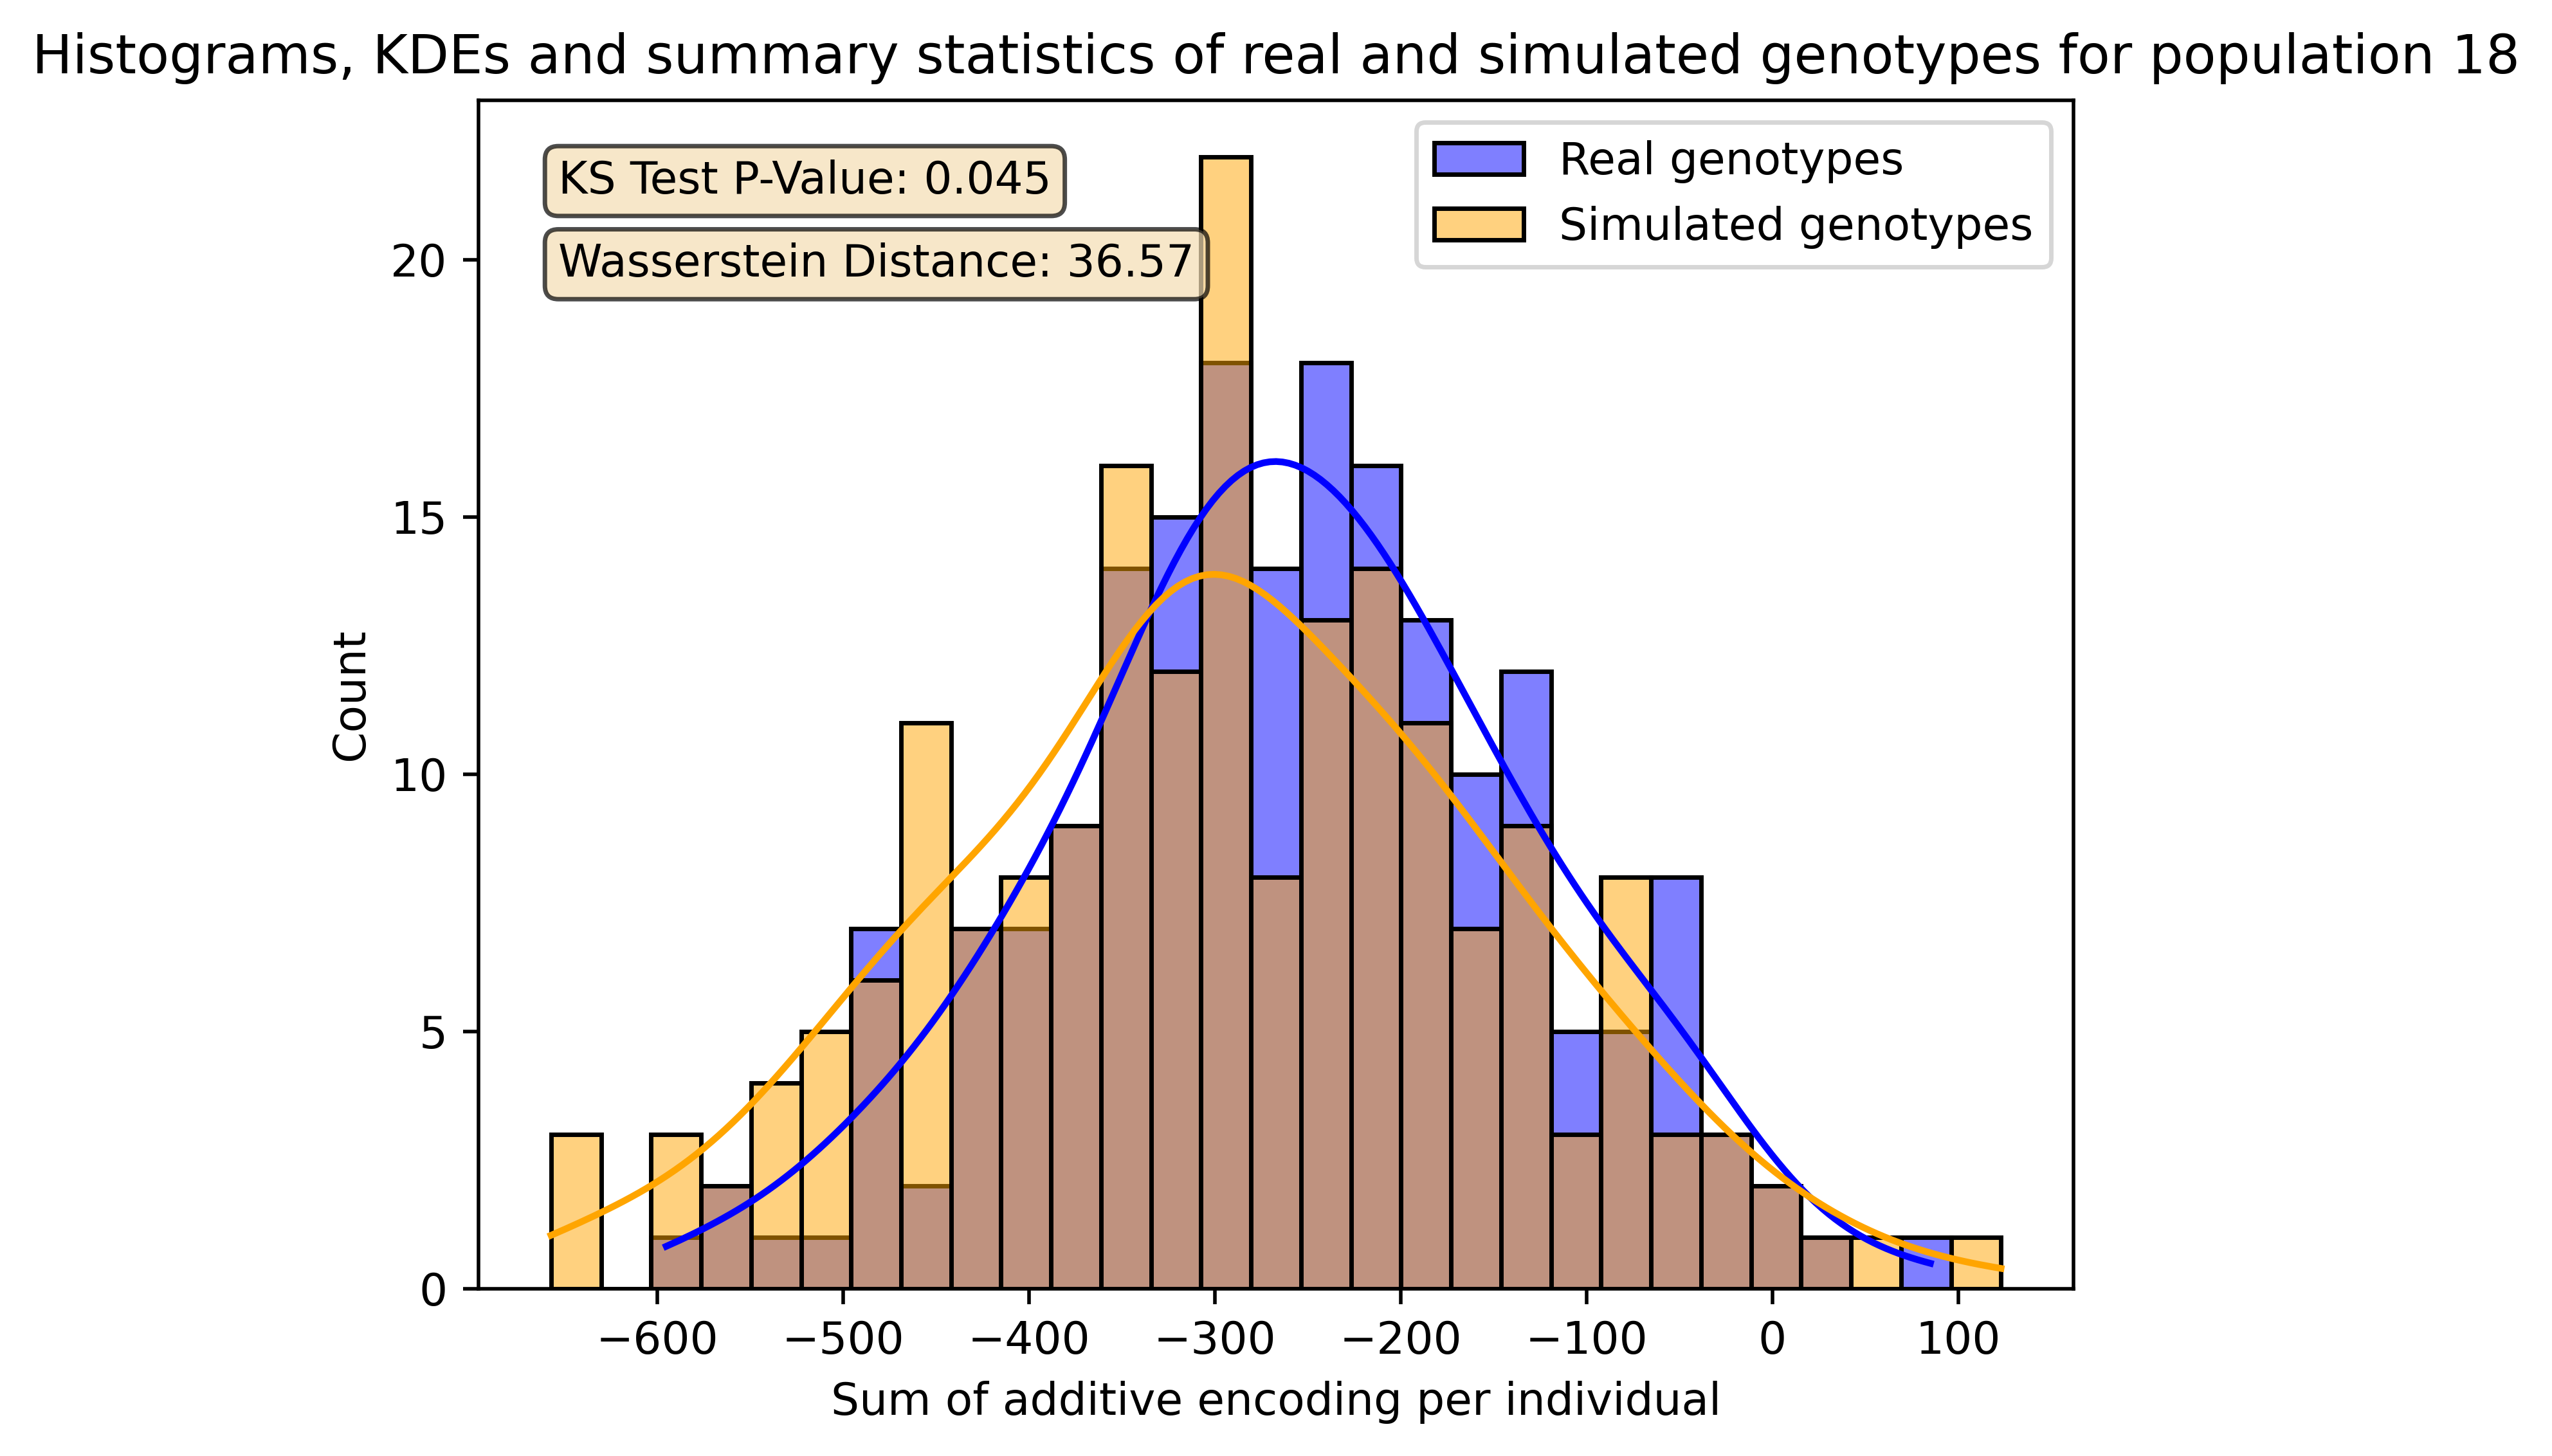 Histograms, KDEs and summary statistics of real and simulated genotypes for population 18
KS Test P-Value: 0.045
Wasserstein Distance: 36.57
Real genotypes
Simulated genotypes
20
15
10
5
0
Count
−600 −500 −400 −300 −200 −100 0 100
Sum of additive encoding per individual